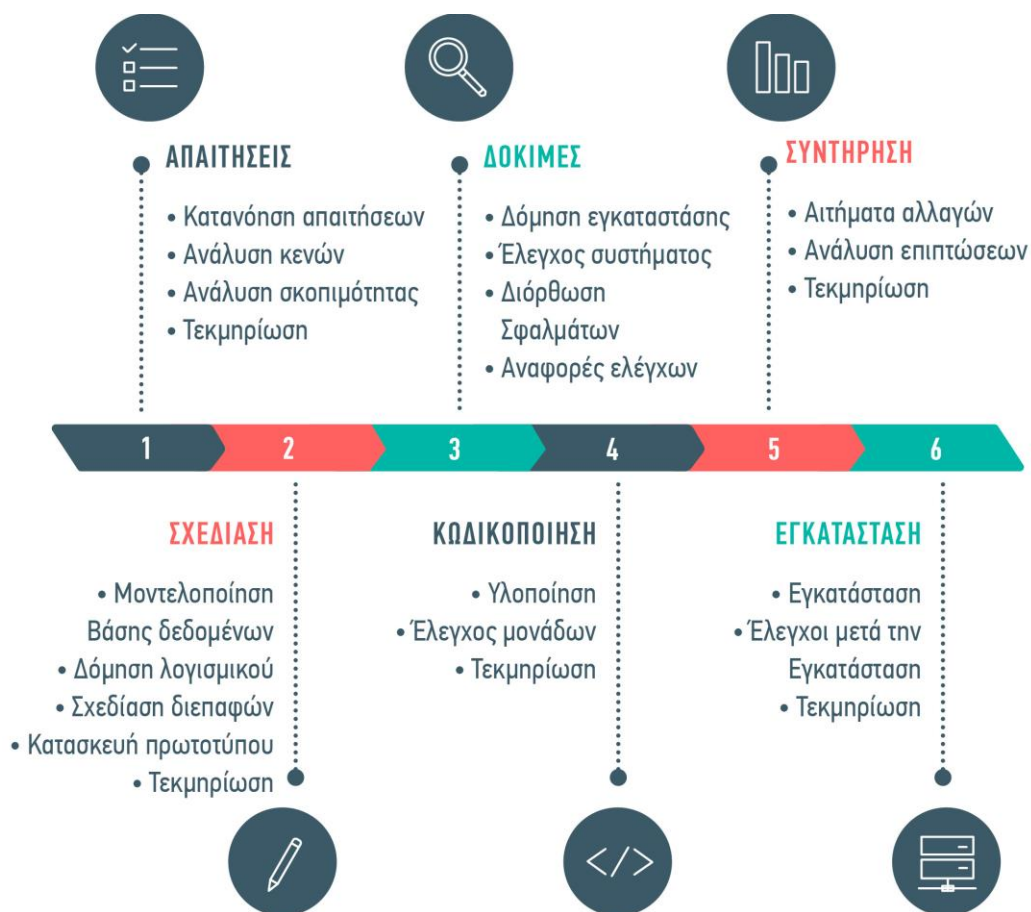 ΑΠΑΙΤΗΣΕΙΣ
• Κατανόηση απαιτήσεων
• Ανάλυση κενών
• Ανάλυση σκοπιμότητας
• Τεκμηρίωση
ΔΟΚΙΜΕΣ
• Δόμηση εγκαταστάσης
• Έλεγχος συστήματος
• Διόρθωση
Σφαλμάτων
• Αναφορές ελέγχων
ΣΥΝΤΗΡΗΣΗ
• Αιτήματα αλλαγών
• Ανάλυση επιπτώσεων
• Τεκμηρίωση
1 2 3 4 5 6
ΣΧΕΔΙΑΣΗ
• Μοντελοποίηση
Βάσης δεδομένων
• Δόμηση λογισμικού
• Σχεδίαση διεπαφών
• Κατασκευή πρωτοτύπου
• Τεκμηρίωση
ΚΩΔΙΚΟΠΟΙΗΣΗ
• Υλοποίηση
• Έλεγχος μονάδων
• Τεκμηρίωση
ΕΓΚΑΤΑΣΤΑΣΗ
• Εγκατάσταση
• Έλεγχοι μετά την
Εγκατάσταση
• Τεκμηρίωση